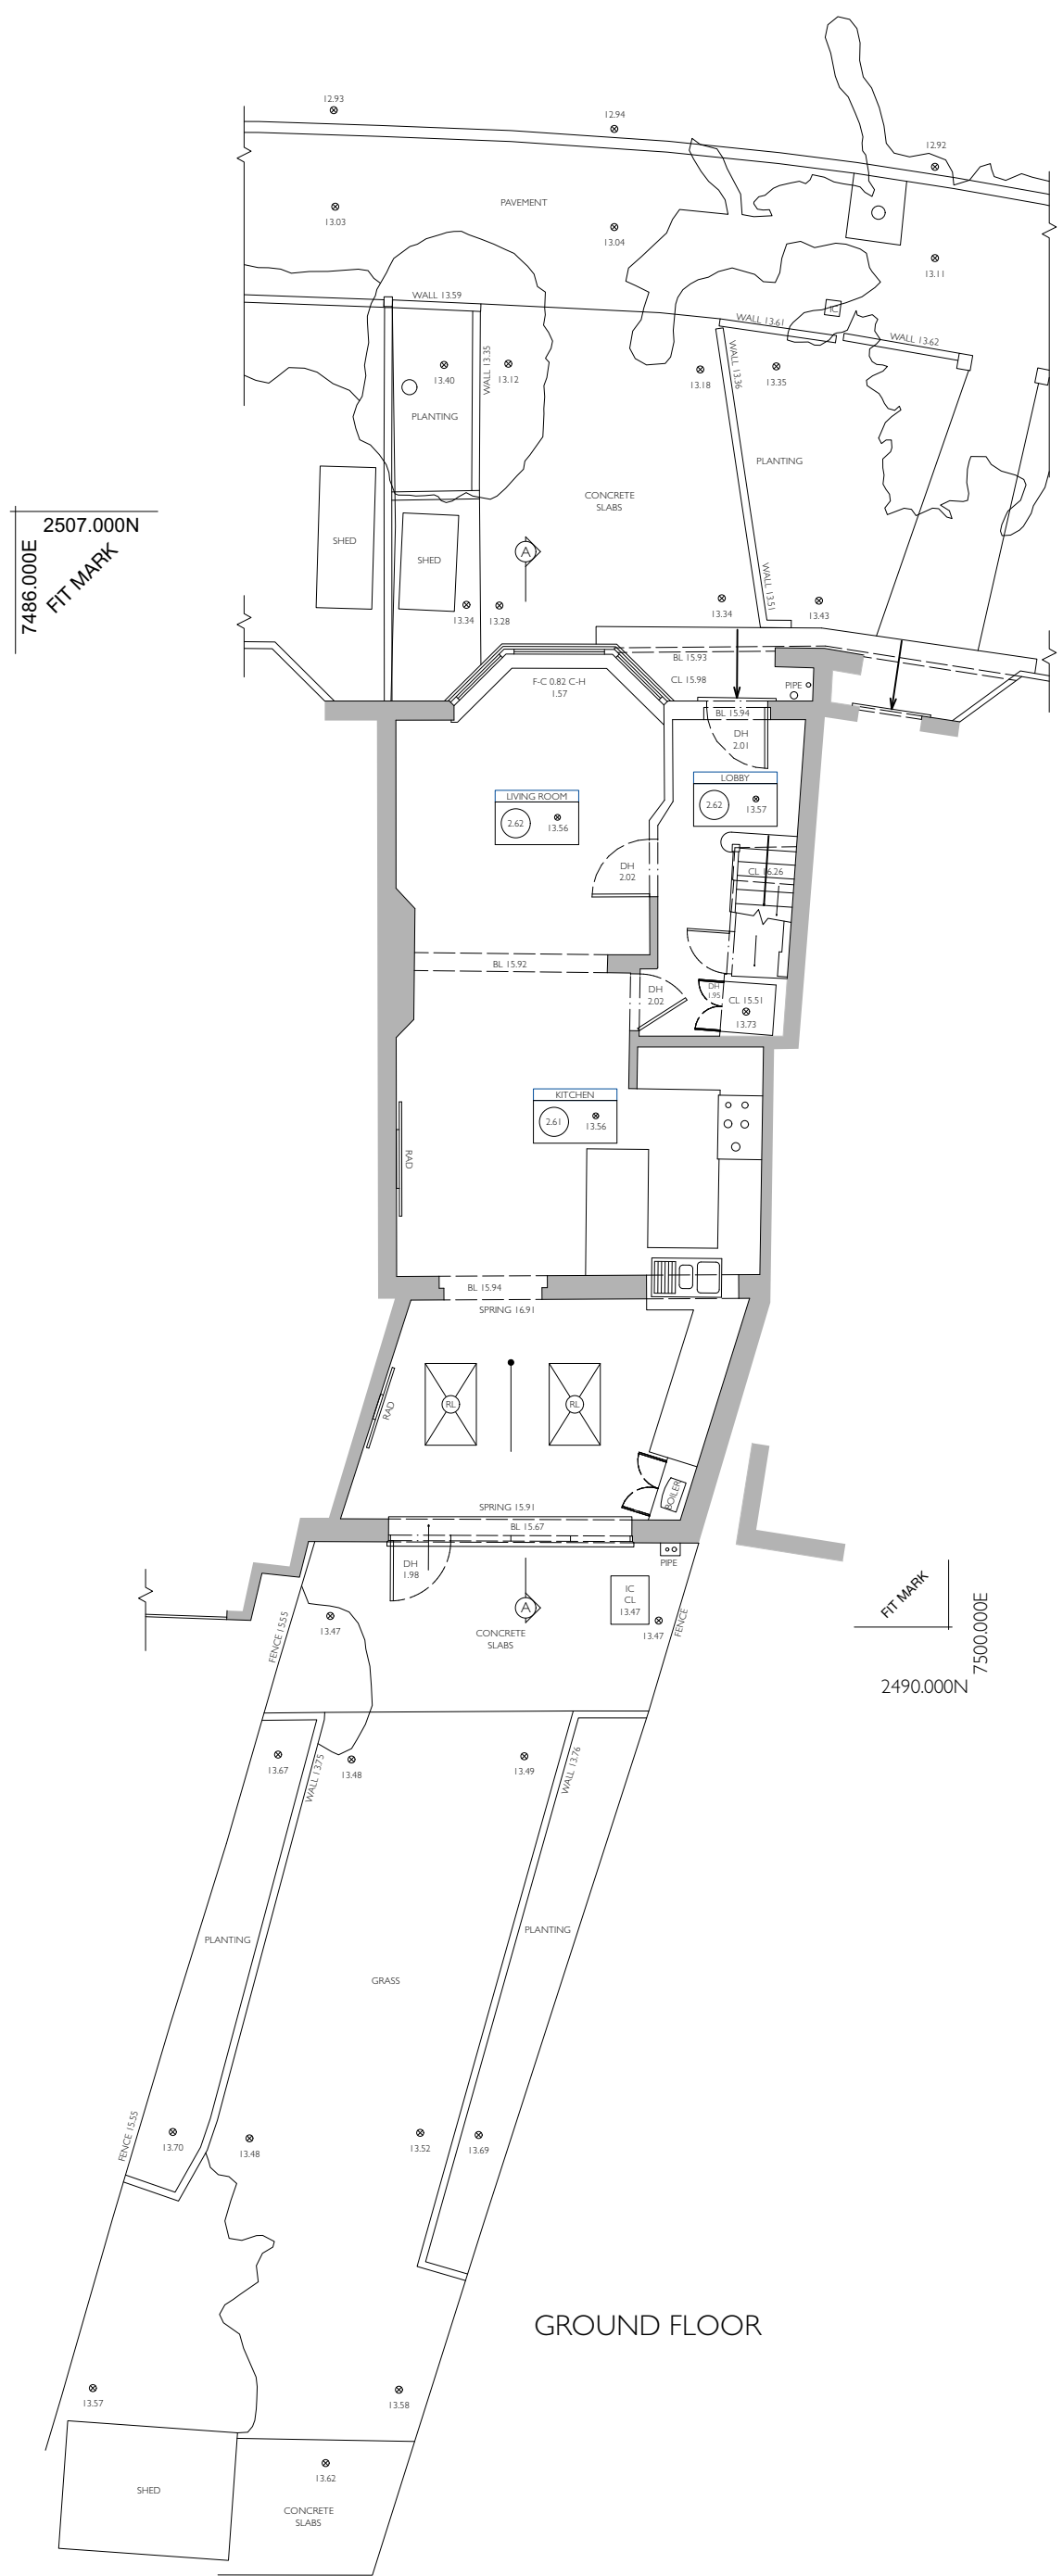 12.93
12.94
12.92
PAVEMENT
13.03
13.04
13.11
WALL 13.59
IC
WALL 13.61
WALL 13.62
WALL 13.35
WALL 13.36
13.40
13.12
13.18
13.35
PLANTING
PLANTING
CONCRETE
SLABS
2507.000N
7486.000E
FIT MARK
SHED
SHED
A
WALL 13.51
13.34
13.28
13.34
13.43
BL 15.93
CL 15.98
F-C 0.82 C-H
1.57
PIPE
BL 15.94
DH
2.01
LOBBY
2.62
13.57
LIVING ROOM
2.62
13.56
DH
2.02
CL 16.26
BL 15.92
DH
2.02
DH
1.95
CL 15.51
13.73
KITCHEN
2.61
13.56
RAD
BL 15.94
SPRING 16.91
RAD
RL
RL
BOILER
SPRING 15.91
BL 15.67
DH
1.98
PIPE
IC
CL
13.47
A
13.47
13.47
FENCE
FENCE 15.55
CONCRETE
SLABS
FIT MARK
7500.000E
2490.000N
13.67
WALL 13.75
13.48
13.49
WALL 13.76
PLANTING
PLANTING
GRASS
FENCE 15.55
13.70
13.48
13.52
13.69
GROUND FLOOR
13.57
13.58
13.62
SHED
CONCRETE
SLABS